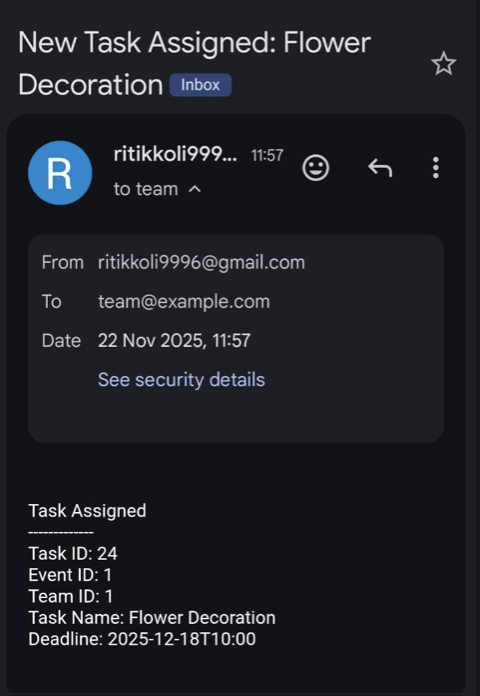 New Task Assigned: Flower
Decoration Inbox
R
ritikkoli999... 11:57
to team
From ritikkoli9996@gmail.com
To team@example.com
Date 22 Nov 2025, 11:57
See security details
Task Assigned
-------------
Task ID: 24
Event ID: 1
Team ID: 1
Task Name: Flower Decoration
Deadline: 2025-12-18T10:00